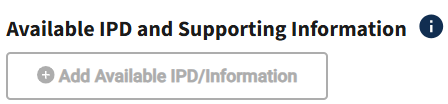 Available IPD and Supporting Information i
Add Available IPD/Information